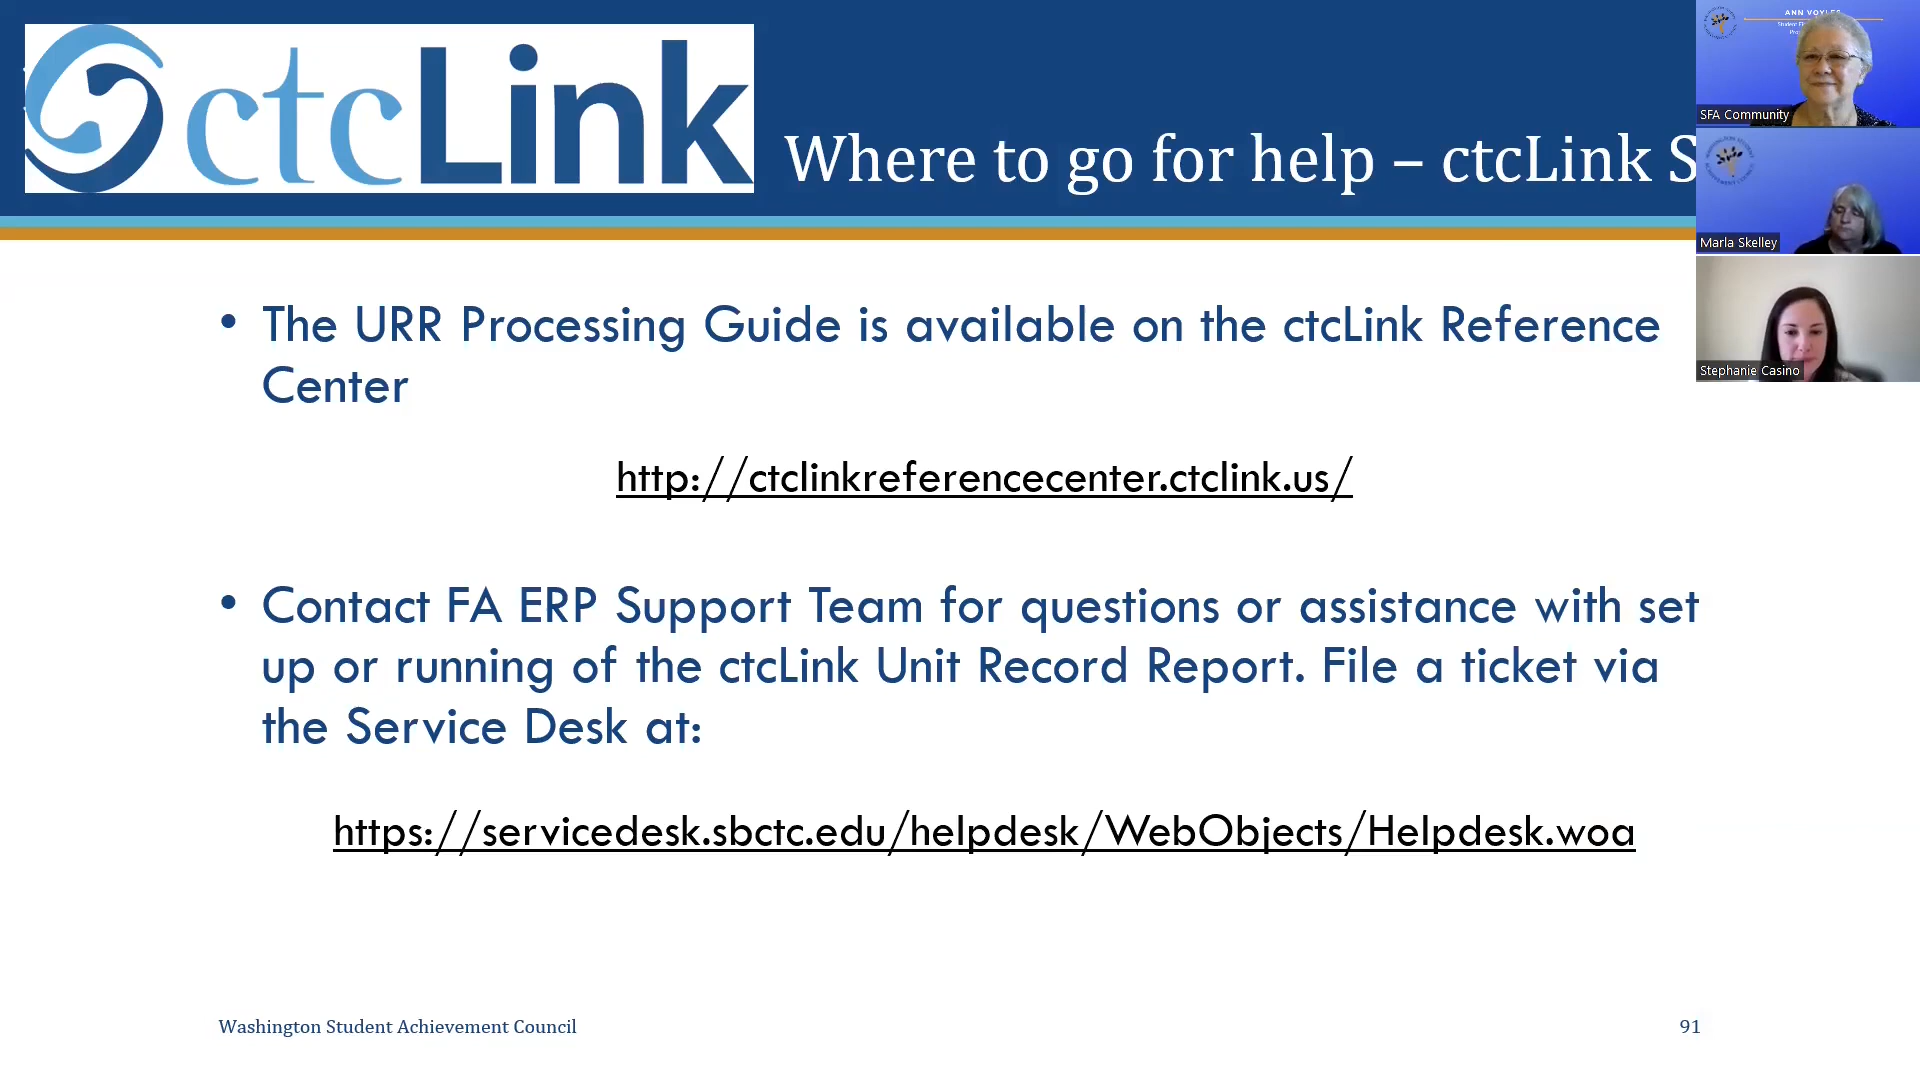 ctcLink
Where to go for help – ctcLink S
• The URR Processing Guide is available on the ctcLink Reference
Center
http://ctclinkreferencecenter.ctclink.us/
• Contact FA ERP Support Team for questions or assistance with set
up or running of the ctcLink Unit Record Report. File a ticket via
the Service Desk at:
https://servicedesk.sbctc.edu/helpdesk/WebObjects/Helpdesk.woa
Washington Student Achievement Council
91
ANN VOYLES
SFA Community
Marla Skelley
Stephanie Casino